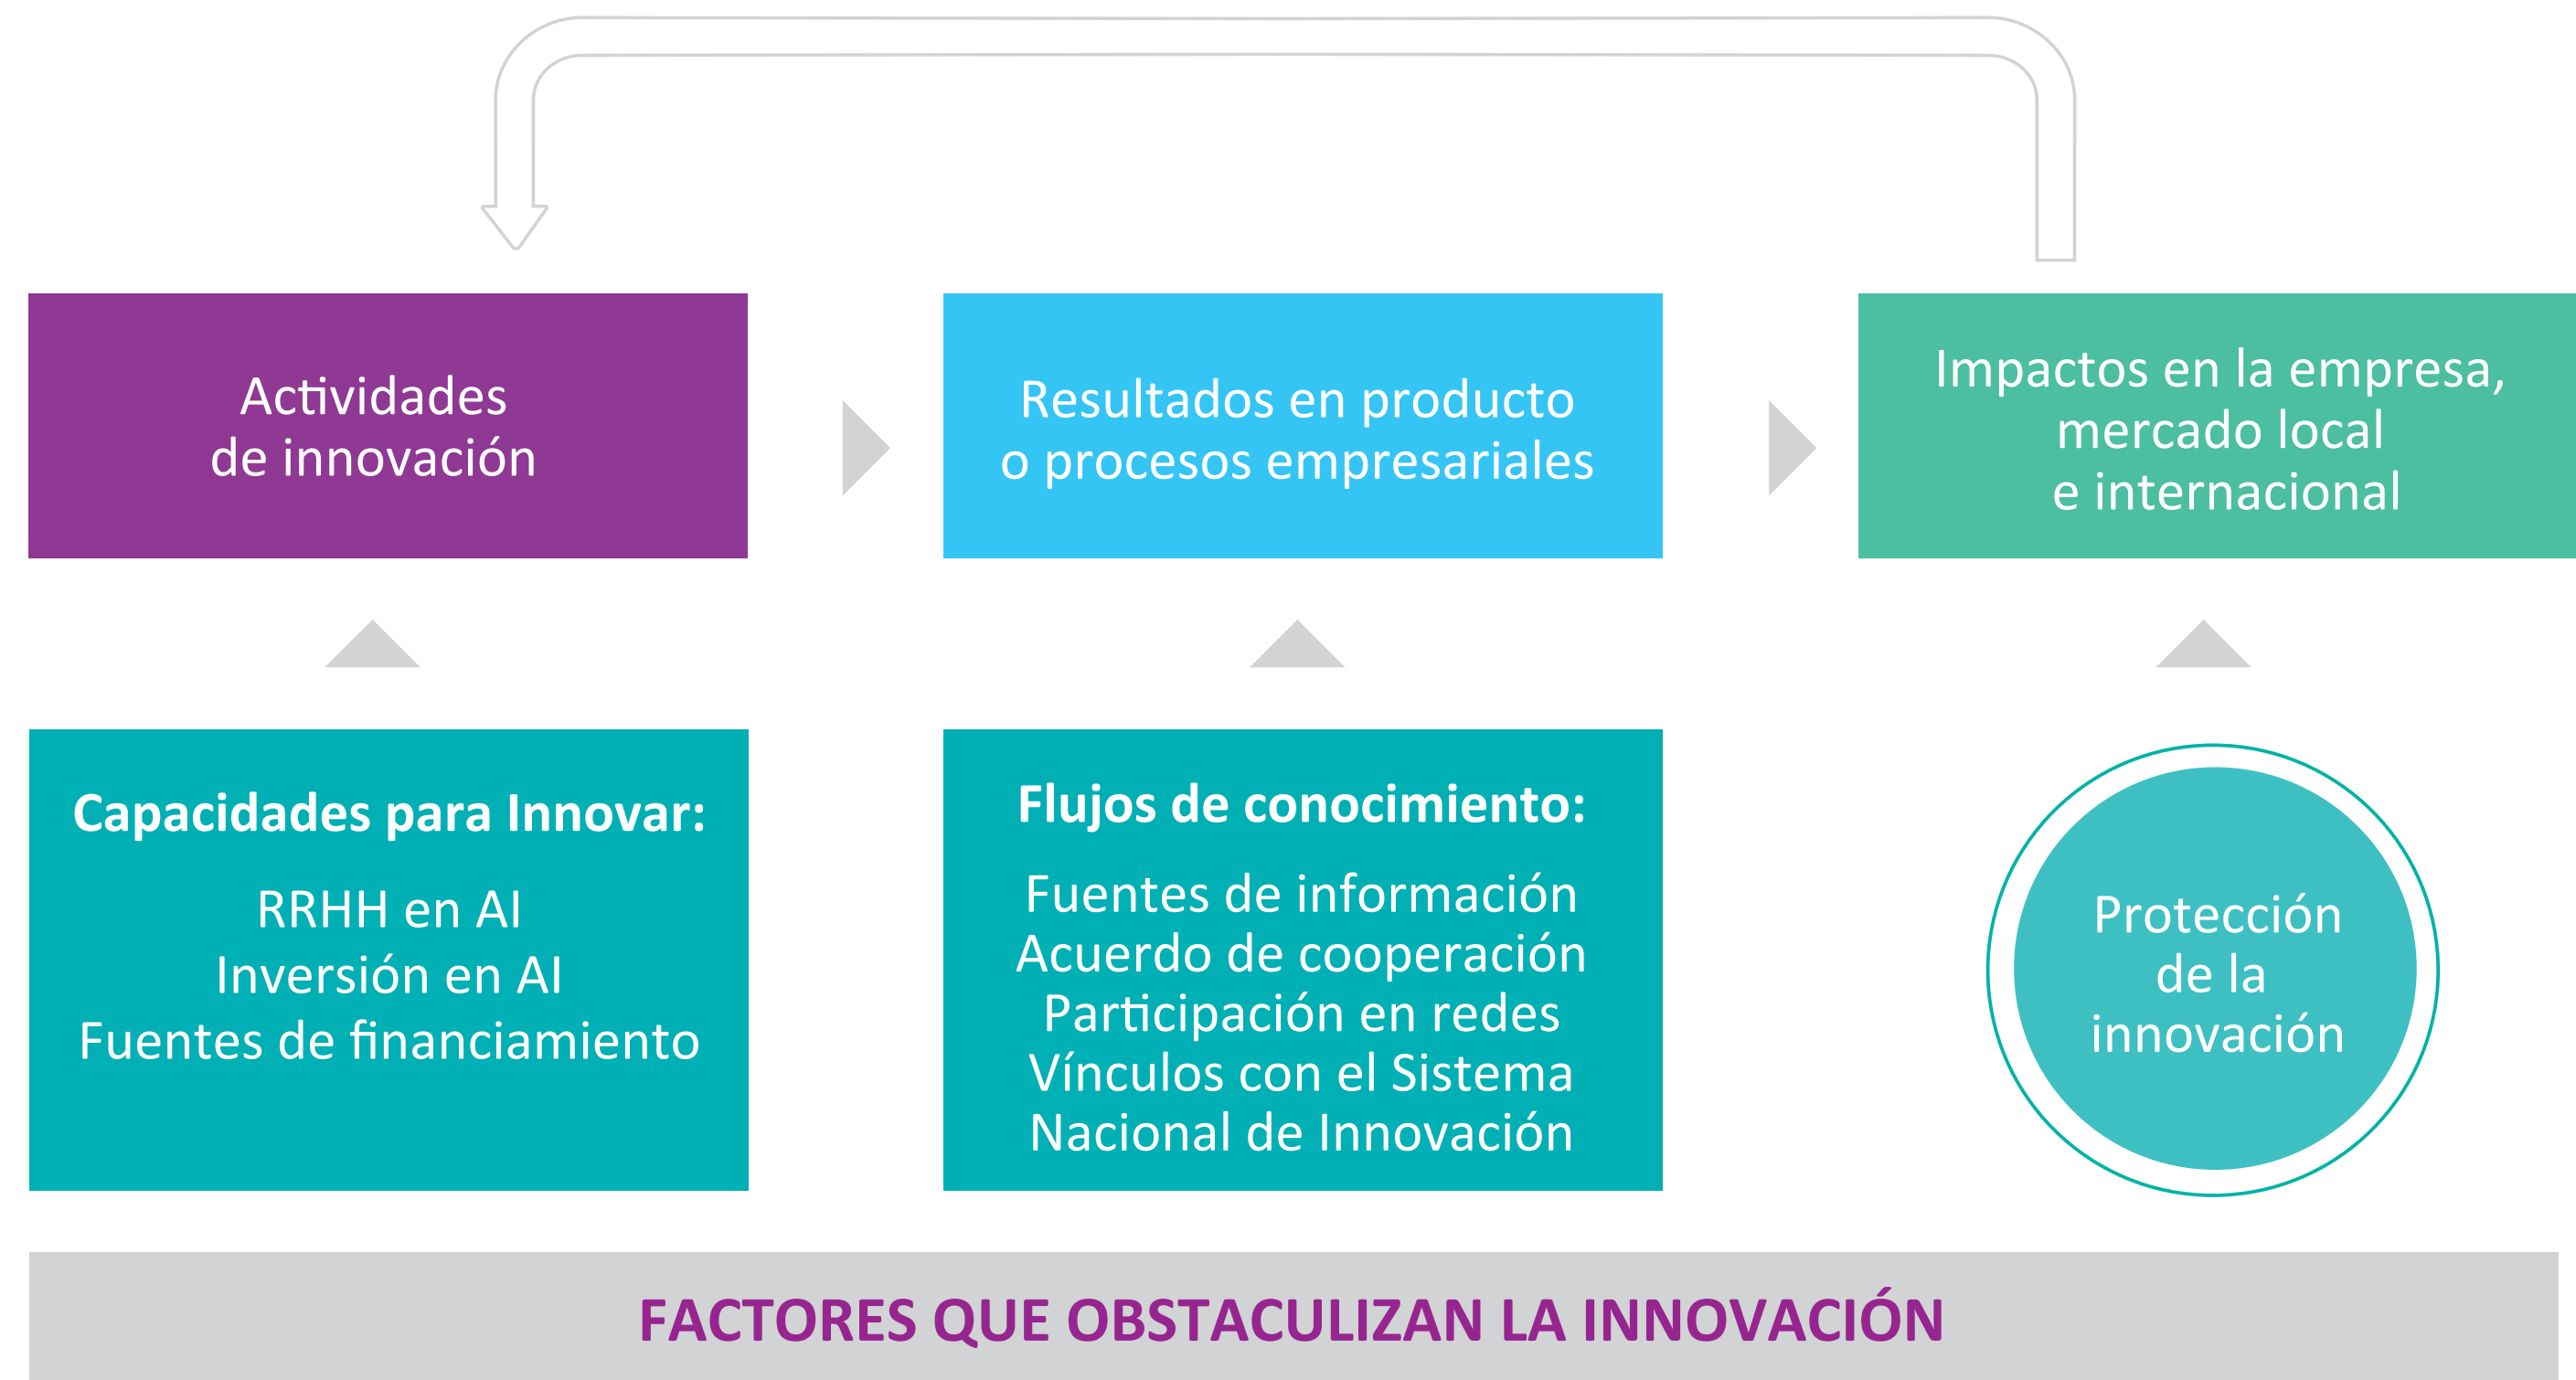 Actividades
de innovación
Resultados en producto
o procesos empresariales
Impactos en la empresa,
mercado local
e internacional
Capacidades para Innovar:
RRHH en AI
Inversión en AI
Fuentes de financiamiento
Flujos de conocimiento:
Fuentes de información
Acuerdo de cooperación
Participación en redes
Vínculos con el Sistema
Nacional de Innovación
Protección
de la
innovación
FACTORES QUE OBSTACULIZAN LA INNOVACIÓN